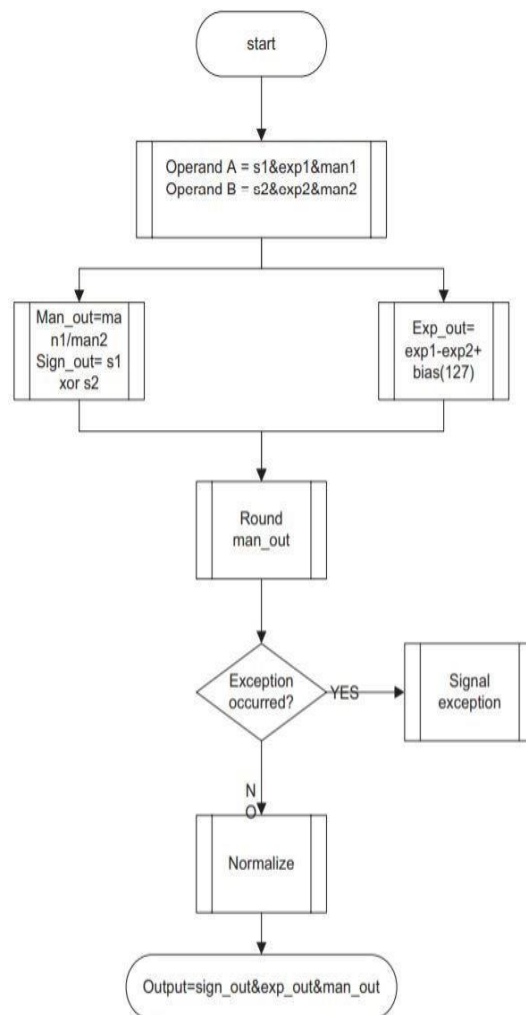 start
Operand A = s1&exp1&man1
Operand B = s2&exp2&man2
Man_out=ma
n1/man2
Sign_out= s1
xor s2
Exp_out=
exp1-exp2+
bias(127)
Round
man_out
Exception
occurred?
YES
Signal
exception
N
O
Normalize
Output=sign_out&exp_out&man_out